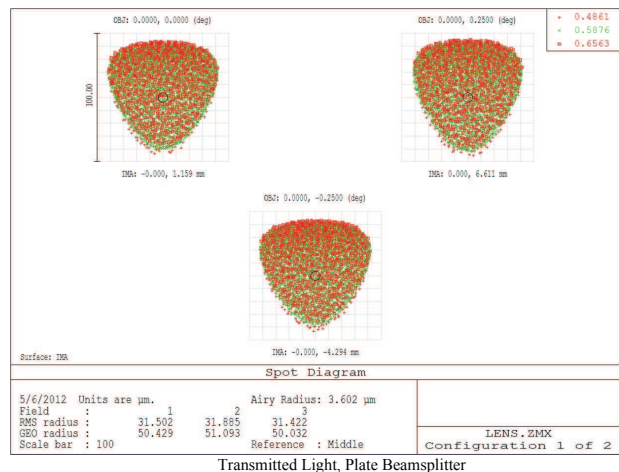 OBJ: 0.0000, 0.0000 (deg)
OBJ: 0.0000, 0.2500 (deg)
+ 0.4861
× 0.5876
0.6563
100.00
IMA: -0.000, 1.159 mm
IMA: 0.000, 6.611 mm
OBJ: 0.0000, -0.2500 (deg)
IMA: -0.000, -4.294 mm
Surface: IMA
Spot Diagram
5/6/2012 Units are µm. Airy Radius: 3.602 µm
Field : 1 2 3
RMS radius : 31.502 31.885 31.422
GEO radius : 50.429 51.093 50.032
Scale bar : 100 Reference : Middle
LENS.ZMX
Configuration 1 of 2
Transmitted Light, Plate Beamsplitter